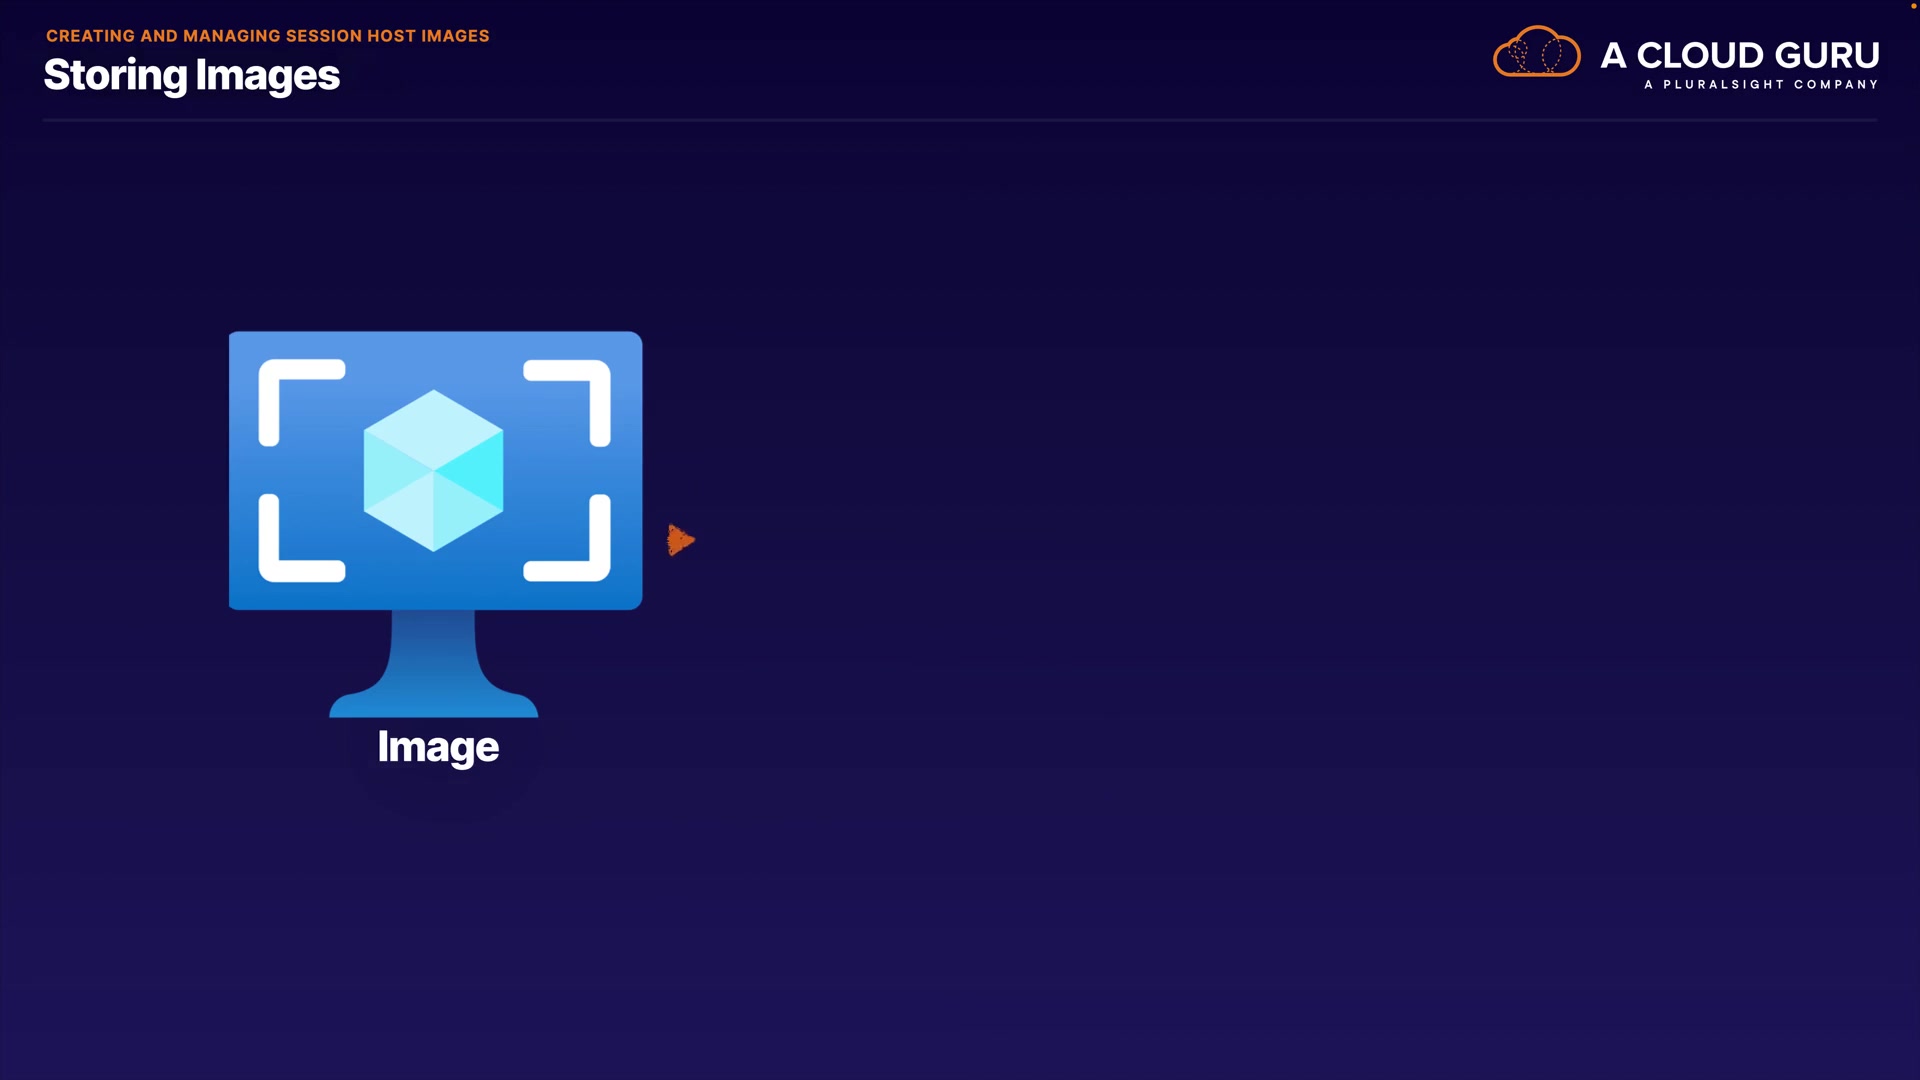 CREATING AND MANAGING SESSION HOST IMAGES
Storing Images
A CLOUD GURU
A PLURALSIGHT COMPANY
Image